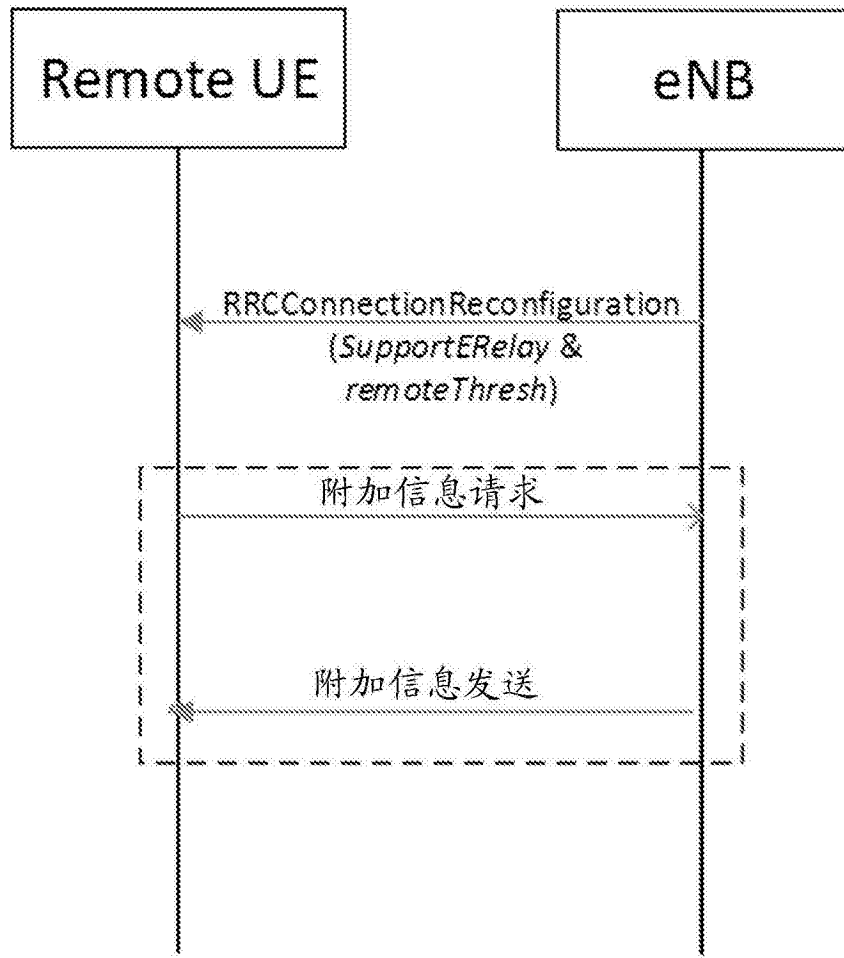 Remote UE
eNB
RRCConnectionReconfiguration
(SupportERelay &
remoteThresh)
附加信息请求
附加信息发送